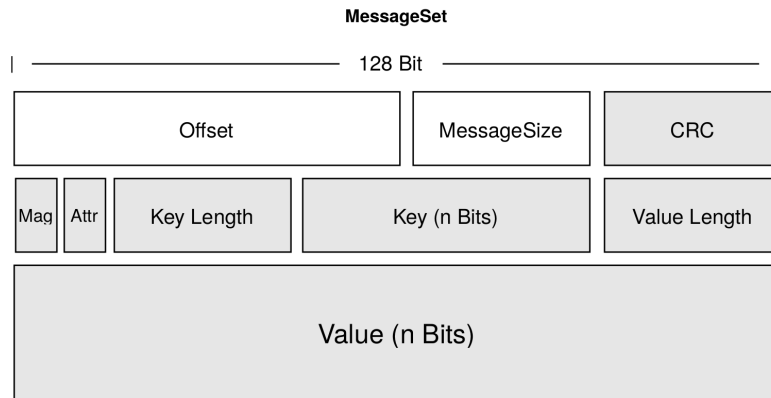 MessageSet
128 Bit
Offset MessageSize CRC
Mag Attr Key Length Key (n Bits) Value Length
Value (n Bits)